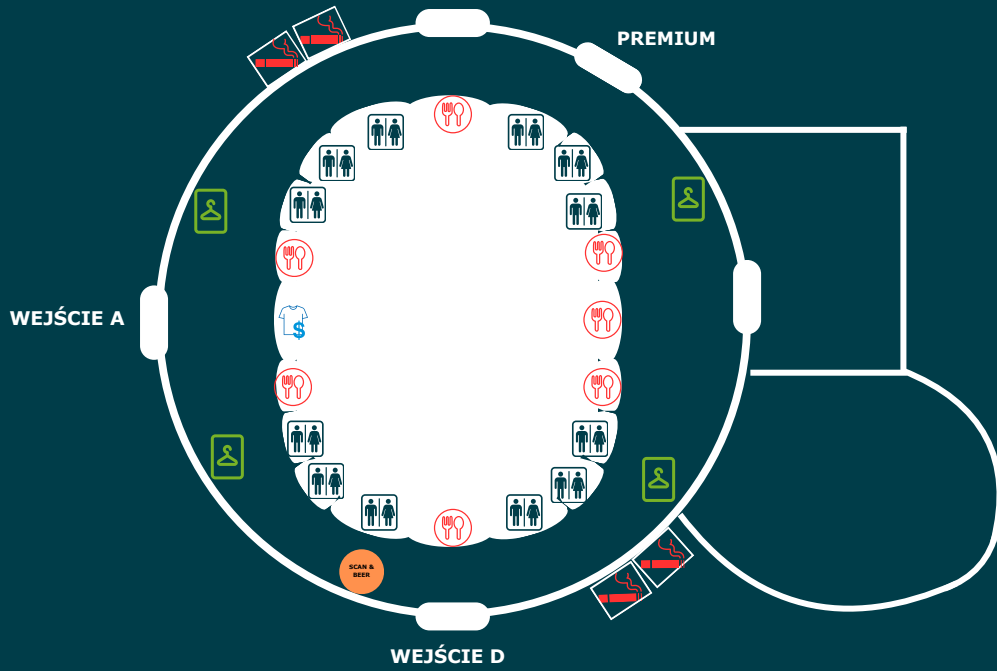 PREMIUM
WEJŚCIE A
$
SCAN &
BEER
WEJŚCIE D